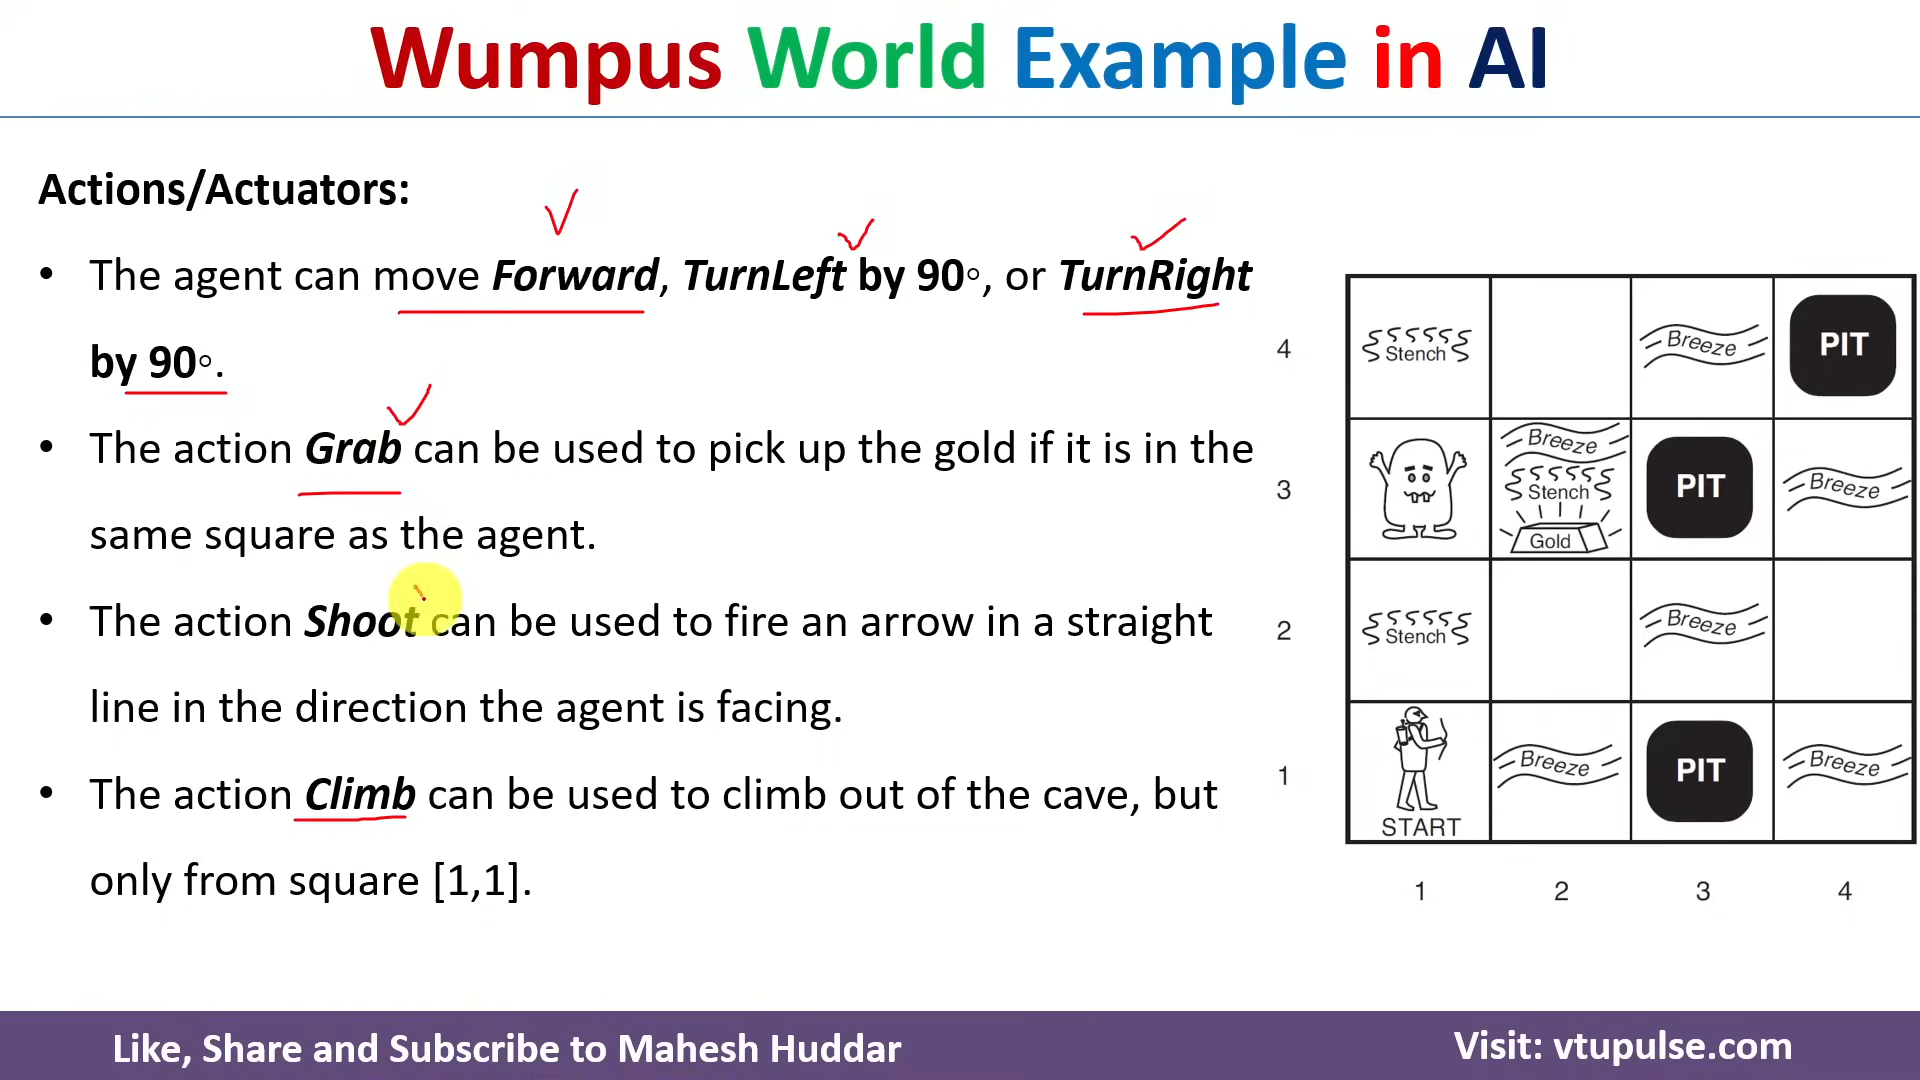 Wumpus World Example in AI
Actions/Actuators:
• The agent can move Forward, TurnLeft by 90◦, or TurnRight
by 90◦.
• The action Grab can be used to pick up the gold if it is in the
same square as the agent.
• The action Shoot can be used to fire an arrow in a straight
line in the direction the agent is facing.
• The action Climb can be used to climb out of the cave, but
only from square [1,1].
4
Stench
Breeze
PIT
3
Breeze
Stench
Gold
PIT
Breeze
2
Stench
Breeze
1
START
Breeze
PIT
Breeze
1 2 3 4
Like, Share and Subscribe to Mahesh Huddar
Visit: vtupulse.com